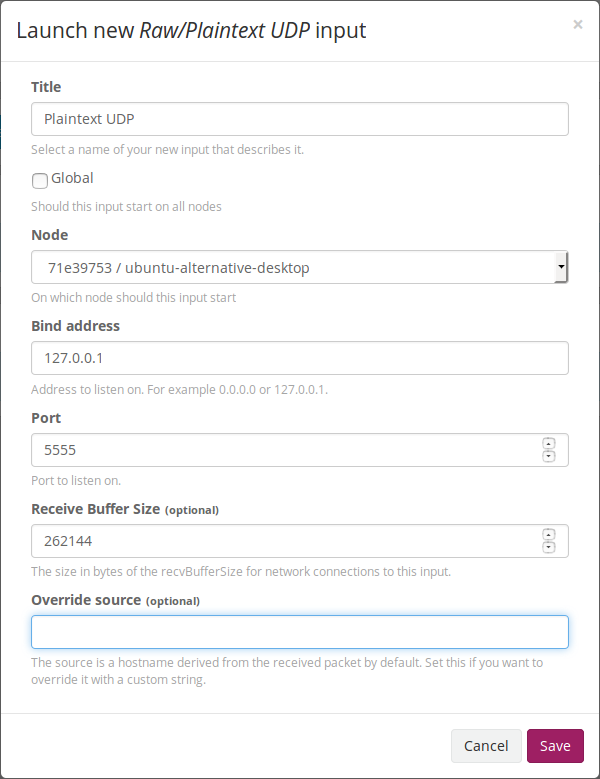 Launch new Raw/Plaintext UDP input ×
Title
Plaintext UDP
Select a name of your new input that describes it.
Global
Should this input start on all nodes
Node
71e39753 / ubuntu-alternative-desktop
On which node should this input start
Bind address
127.0.0.1
Address to listen on. For example 0.0.0.0 or 127.0.0.1.
Port
5555
Port to listen on.
Receive Buffer Size (optional)
262144
The size in bytes of the recvBufferSize for network connections to this input.
Override source (optional)
The source is a hostname derived from the received packet by default. Set this if you want to
override it with a custom string.
Cancel Save